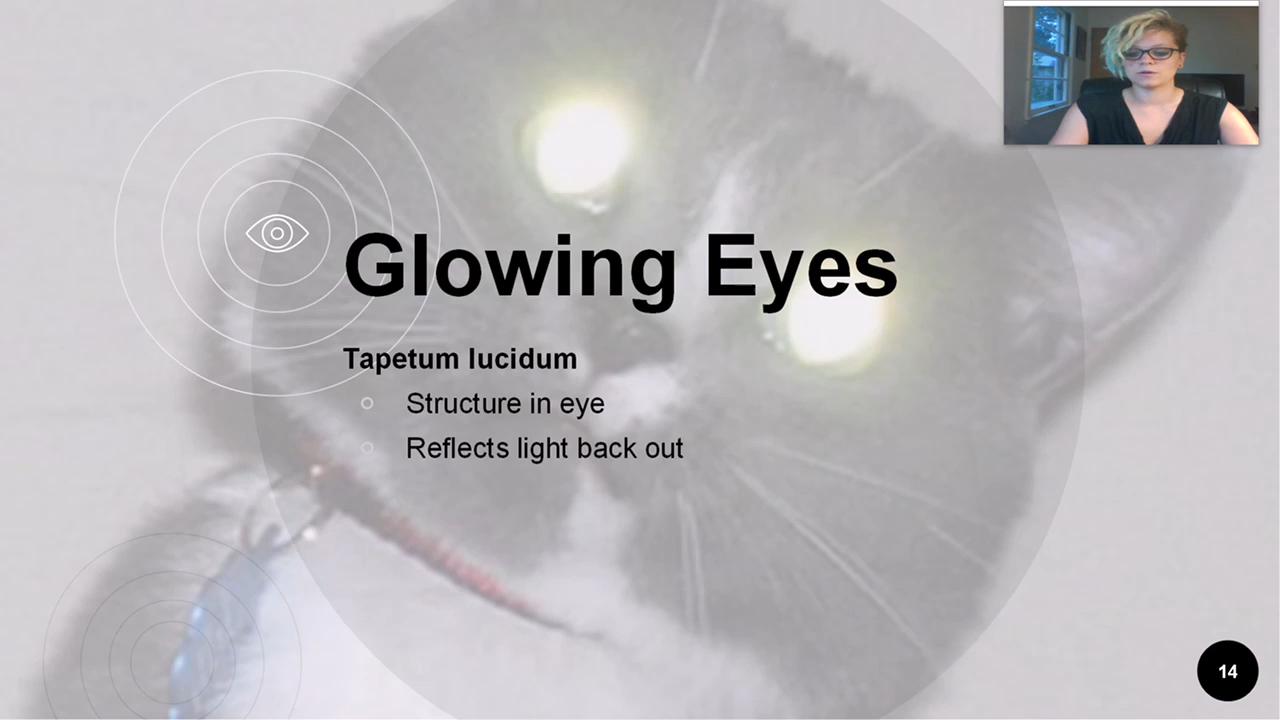 Glowing Eyes
Tapetum lucidum
Structure in eye
Reflects light back out
14